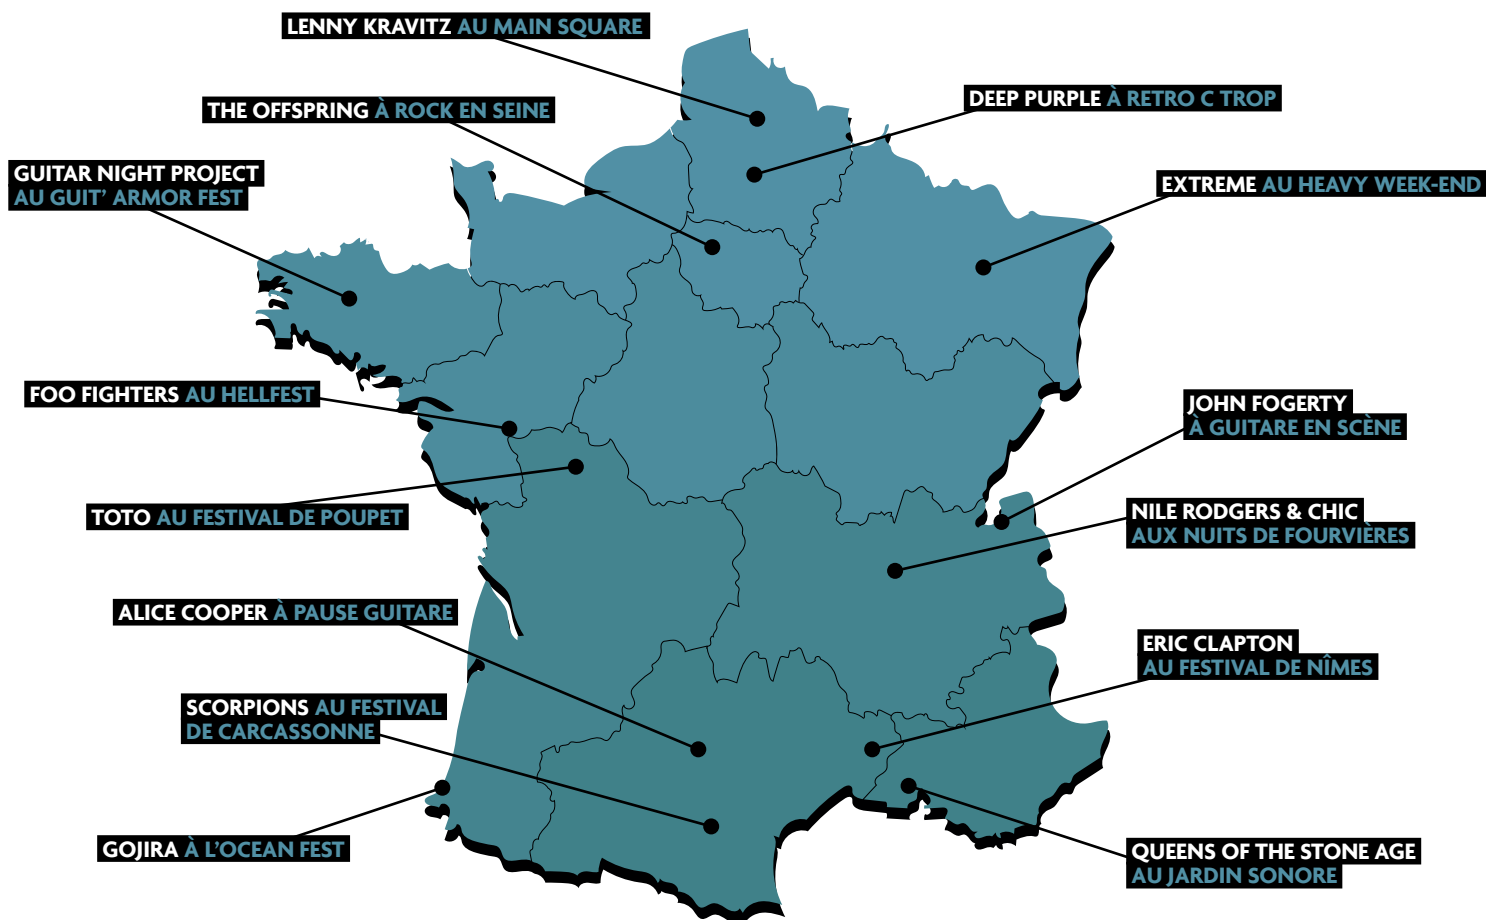 LENNY KRAVITZ AU MAIN SQUARE
THE OFFSPRING À ROCK EN SEINE
DEEP PURPLE À RETRO C TROP
GUITAR NIGHT PROJECT
AU GUIT' ARMOR FEST
EXTREME AU HEAVY WEEK-END
FOO FIGHTERS AU HELLFEST
JOHN FOGERTY
À GUITARE EN SCÈNE
TOTO AU FESTIVAL DE POUPET
NILE RODGERS & CHIC
AUX NUITS DE FOURVIÈRES
ALICE COOPER À PAUSE GUITARE
ERIC CLAPTON
AU FESTIVAL DE NÎMES
SCORPIONS AU FESTIVAL
DE CARCASSONNE
GOJIRA À L'OCEAN FEST
QUEENS OF THE STONE AGE
AU JARDIN SONORE